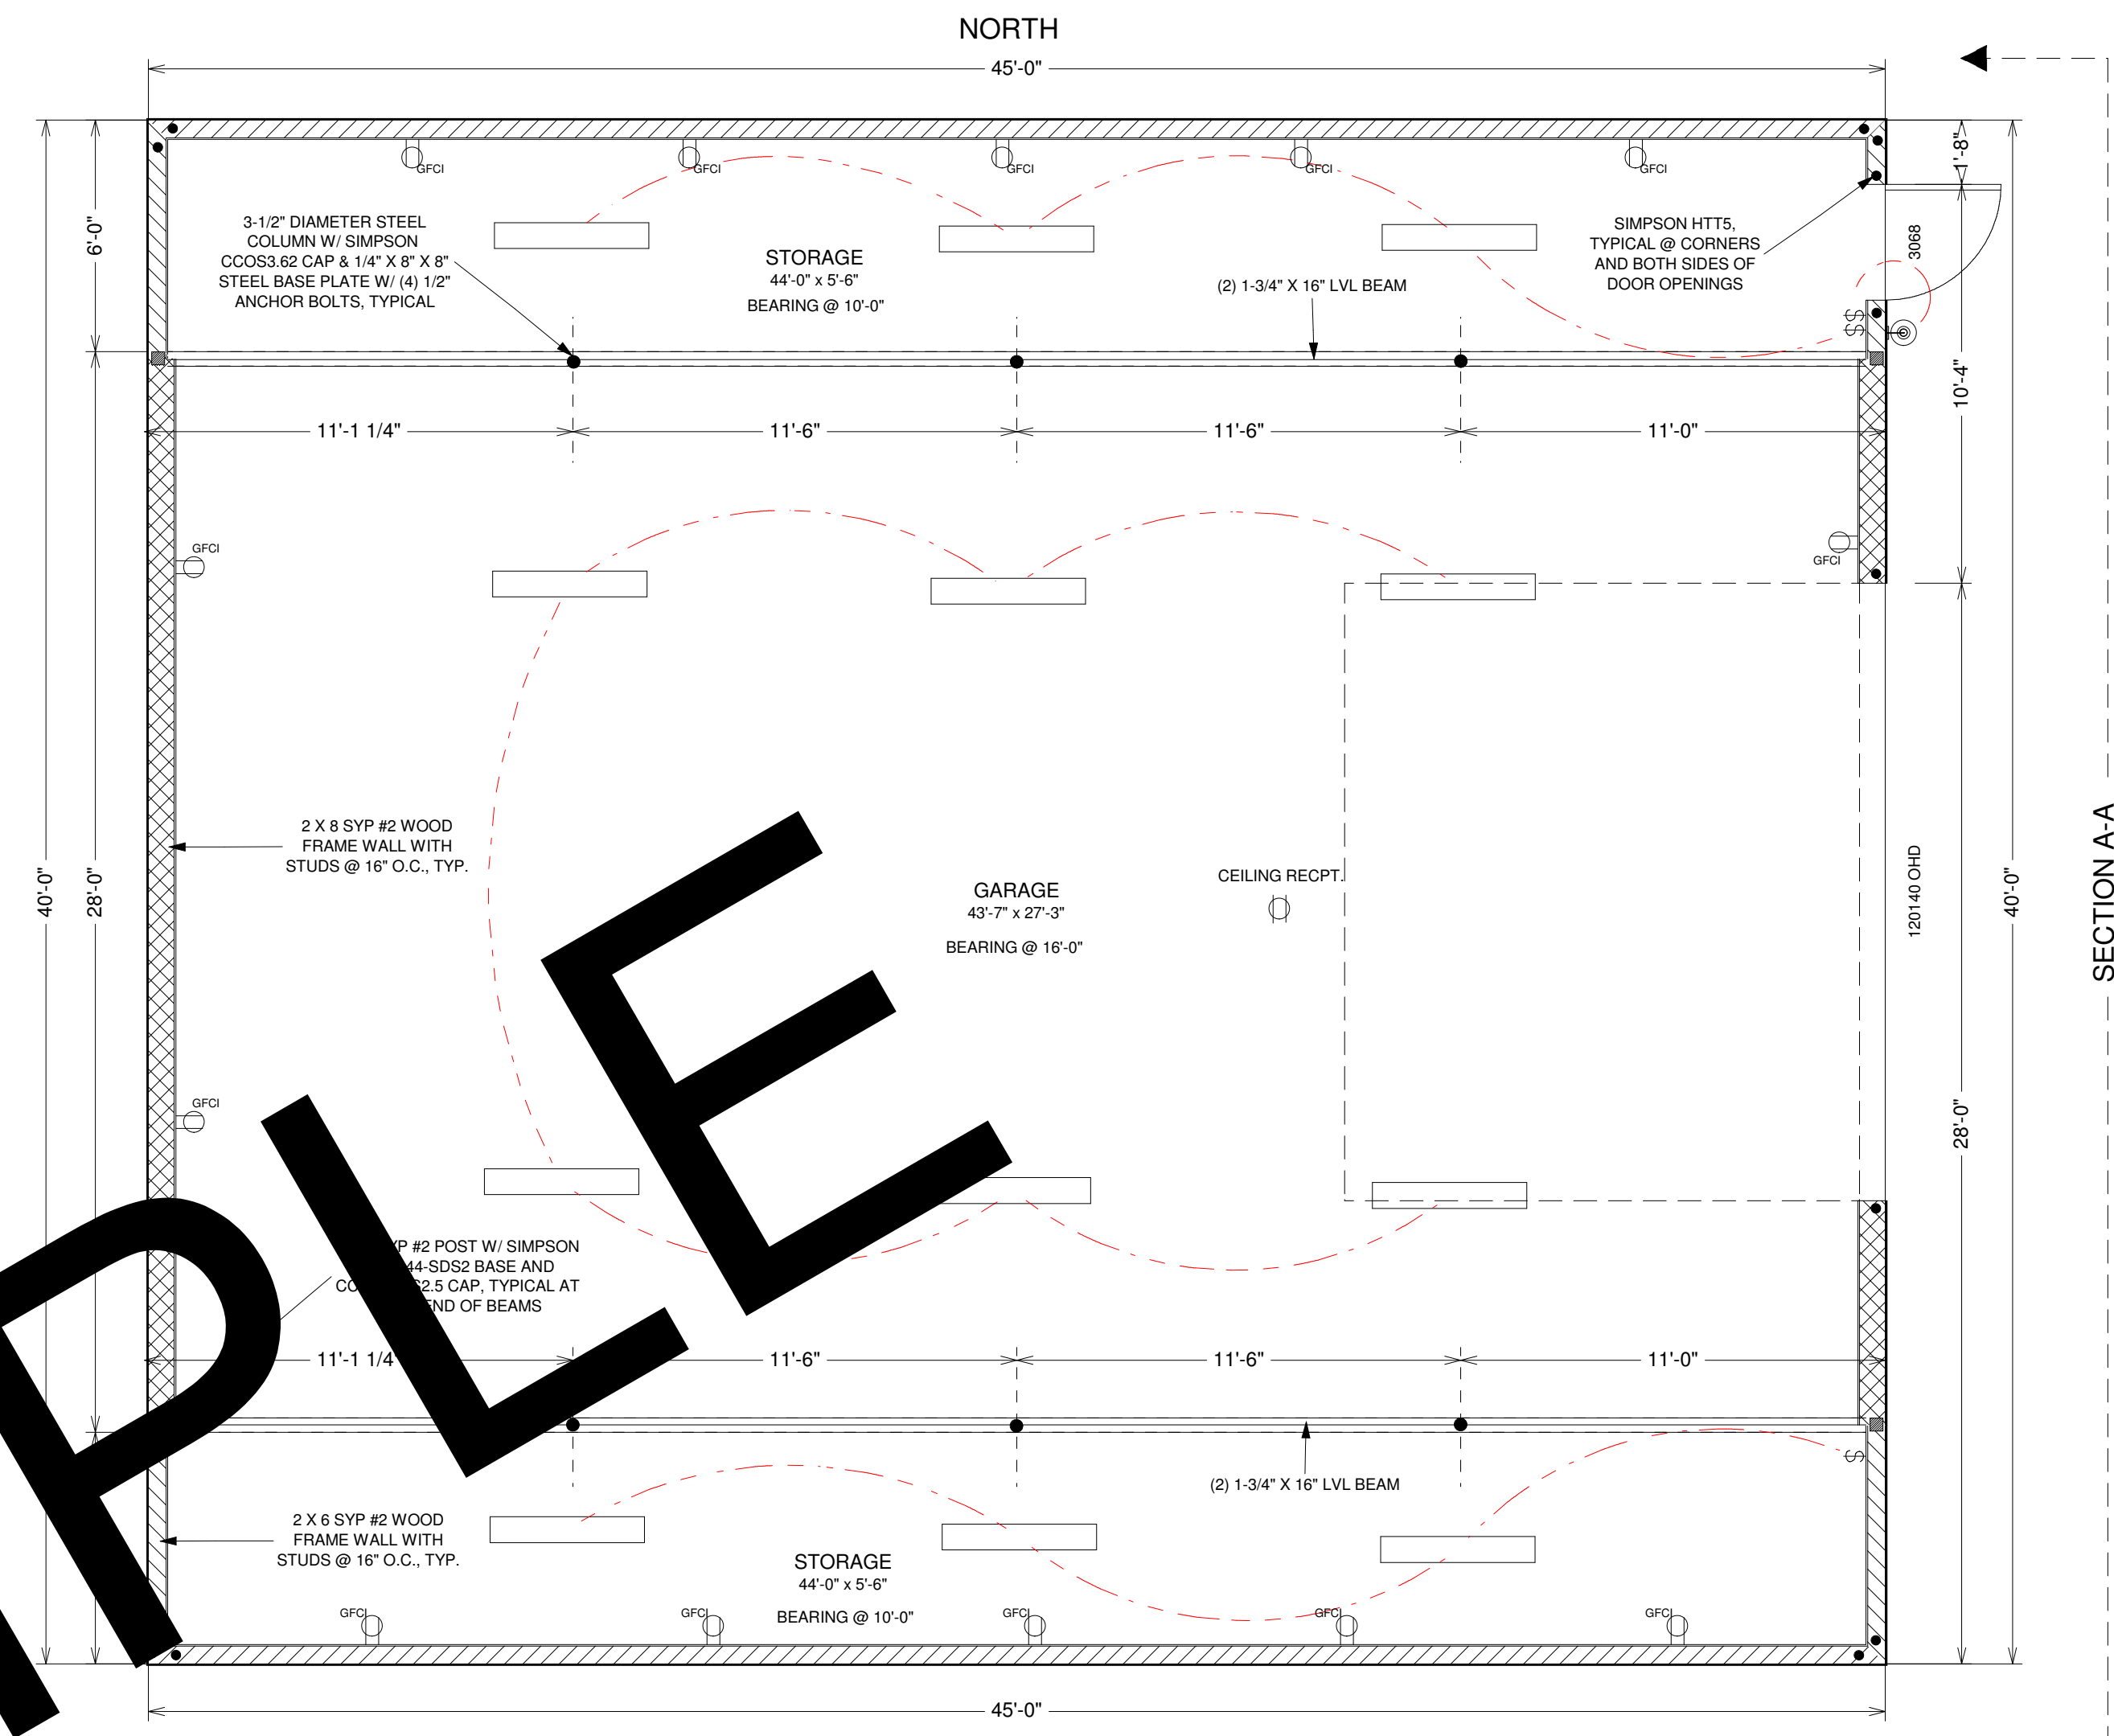 NORTH
45'-0"
1'-8"
GFCI
GFCI
GFCI
GFCI
GFCI
3-1/2" DIAMETER STEEL
COLUMN W/ SIMPSON
CCOS3.62 CAP & 1/4" X 8" X 8"
STEEL BASE PLATE W/ (4) 1/2"
ANCHOR BOLTS, TYPICAL
6'-0"
STORAGE
44'-0" x 5'-6"
BEARING @ 10'-0"
(2) 1-3/4" X 16" LVL BEAM
SIMPSON HTT5,
TYPICAL @ CORNERS
AND BOTH SIDES OF
DOOR OPENINGS
3068
$$
10'-4"
11'-1 1/4"
11'-6"
11'-6"
11'-0"
GFCI
GFCI
2 X 8 SYP #2 WOOD
FRAME WALL WITH
STUDS @ 16" O.C., TYP.
40'-0"
28'-0"
GARAGE
43'-7" x 27'-3"
BEARING @ 16'-0"
CEILING RECPT.
120140 OHD
40'-0"
SECTION A-A
28'-0"
GFCI
#2 POST W/ SIMPSON
BASE AND
CAP, TYPICAL AT
OF BEAMS
11'-1 1/4"
11'-6"
11'-6"
11'-0"
$
(2) 1-3/4" X 16" LVL BEAM
2 X 6 SYP #2 WOOD
FRAME WALL WITH
STUDS @ 16" O.C., TYP.
STORAGE
44'-0" x 5'-6"
BEARING @ 10'-0"
GFCI
GFCI
GFCI
GFCI
GFCI
45'-0"
PLE